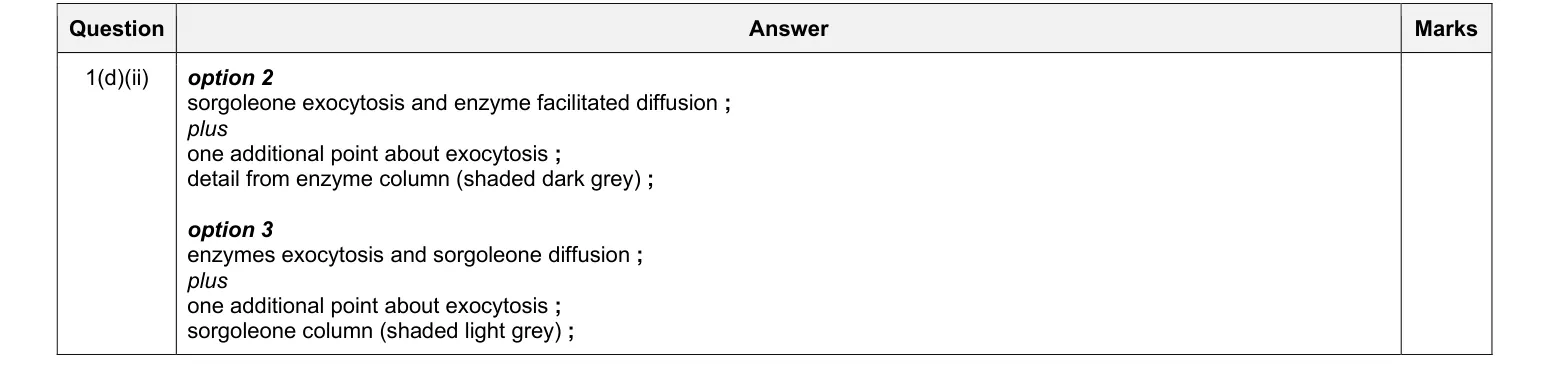 Question Answer Marks
1(d)(ii) option 2
sorgoleone exocytosis and enzyme facilitated diffusion ;
plus
one additional point about exocytosis ;
detail from enzyme column (shaded dark grey) ;
option 3
enzymes exocytosis and sorgoleone diffusion ;
plus
one additional point about exocytosis ;
sorgoleone column (shaded light grey) ;